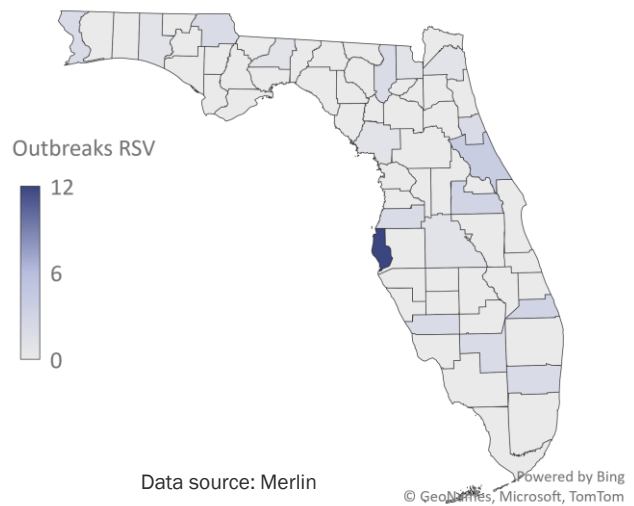 Outbreaks RSV
12
6
0
Data source: Merlin
Powered by Bing
© GeoNames, Microsoft, TomTom